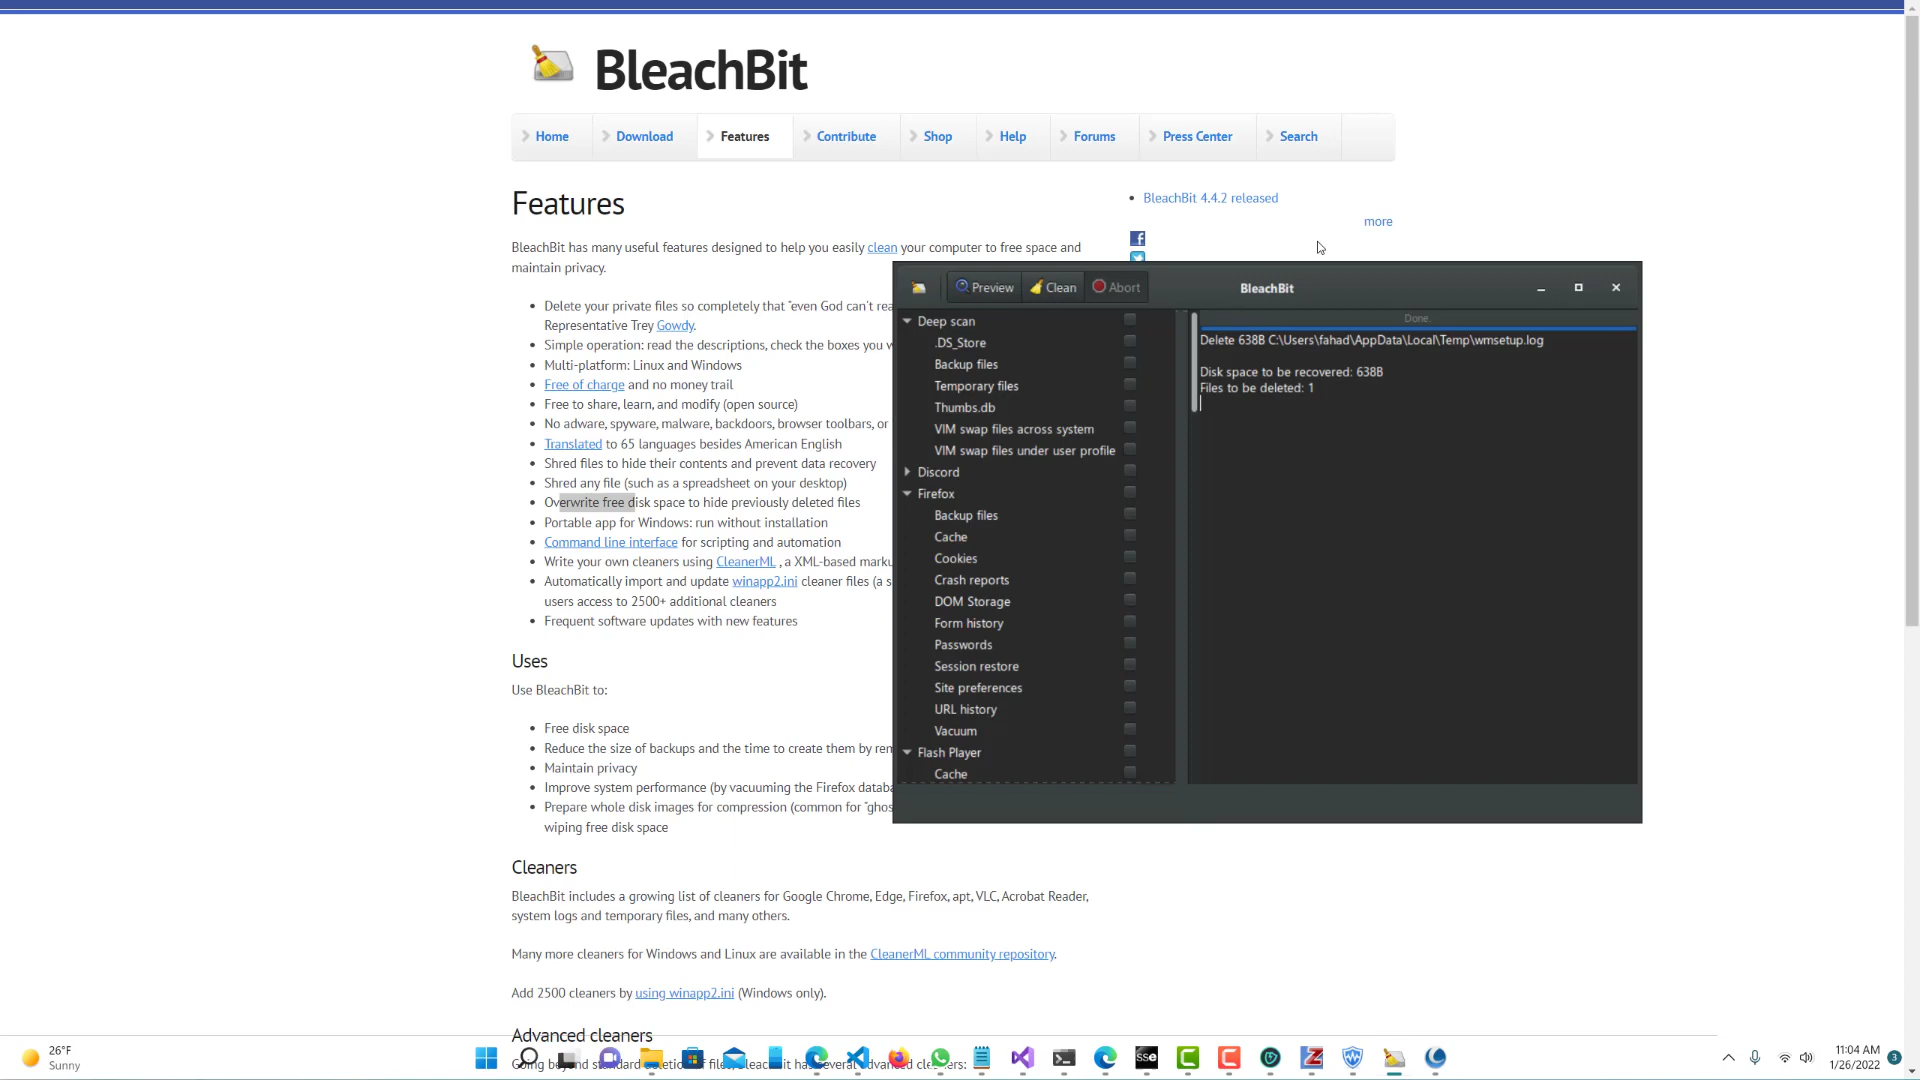 BleachBit
Home
Download
Features
Contribute
Shop
Help
Forums
Press Center
Search
Features
BleachBit has many useful features designed to help you easily clean your computer to free space and
maintain privacy.
Delete your private files so completely that "even God can't rea
Representative Trey Gowdy.
Simple operation: read the descriptions, check the boxes you w
Multi-platform: Linux and Windows
Free of charge and no money trail
Free to share, learn, and modify (open source)
No adware, spyware, malware, backdoors, browser toolbars, or
Translated to 65 languages besides American English
Shred files to hide their contents and prevent data recovery
Shred any file (such as a spreadsheet on your desktop)
Overwrite free disk space to hide previously deleted files
Portable app for Windows: run without installation
Command line interface for scripting and automation
Write your own cleaners using CleanerML , a XML-based marku
Automatically import and update winapp2.ini cleaner files (a s
users access to 2500+ additional cleaners
Frequent software updates with new features
Uses
Use BleachBit to:
Free disk space
Reduce the size of backups and the time to create them by rem
Maintain privacy
Improve system performance (by vacuuming the Firefox databa
Prepare whole disk images for compression (common for "ghos
wiping free disk space
Cleaners
BleachBit includes a growing list of cleaners for Google Chrome, Edge, Firefox, apt, VLC, Acrobat Reader,
system logs and temporary files, and many others.
Many more cleaners for Windows and Linux are available in the CleanerML community repository.
Add 2500 cleaners by using winapp2.ini (Windows only).
Advanced cleaners
Going beyond standard deletion of files, BleachBit has several advanced cleaners:
BleachBit 4.4.2 released
more
Preview
Clean
Abort
BleachBit
Deep scan
.DS_Store
Backup files
Temporary files
Thumbs.db
VIM swap files across system
VIM swap files under user profile
Discord
Firefox
Backup files
Cache
Cookies
Crash reports
DOM Storage
Form history
Passwords
Session restore
Site preferences
URL history
Vacuum
Flash Player
Cache
Done.
Delete 638B C:\Users\fahad\AppData\Local\Temp\wmsetup.log
Disk space to be recovered: 638B
Files to be deleted: 1
26°F
Sunny
SSE
11:04 AM
1/26/2022
3